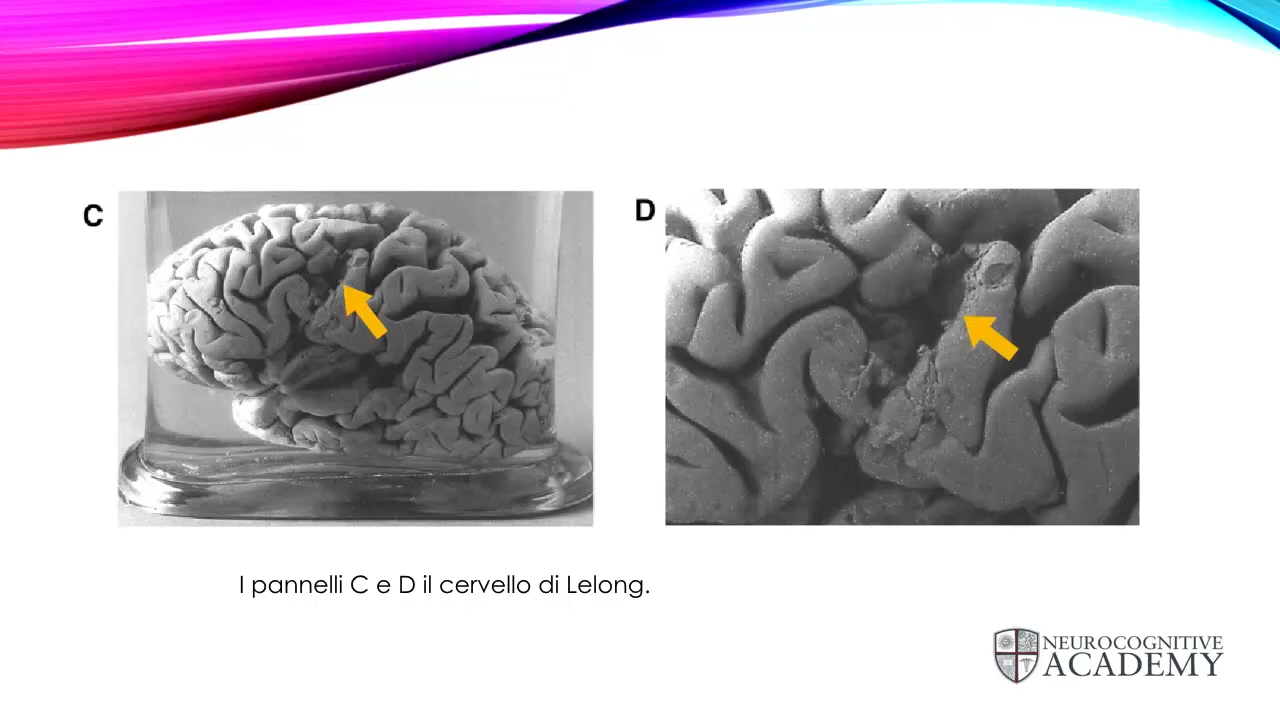 C
D
I pannelli C e D il cervello di Lelong.
NEUROCOGNITIVE
ACADEMY